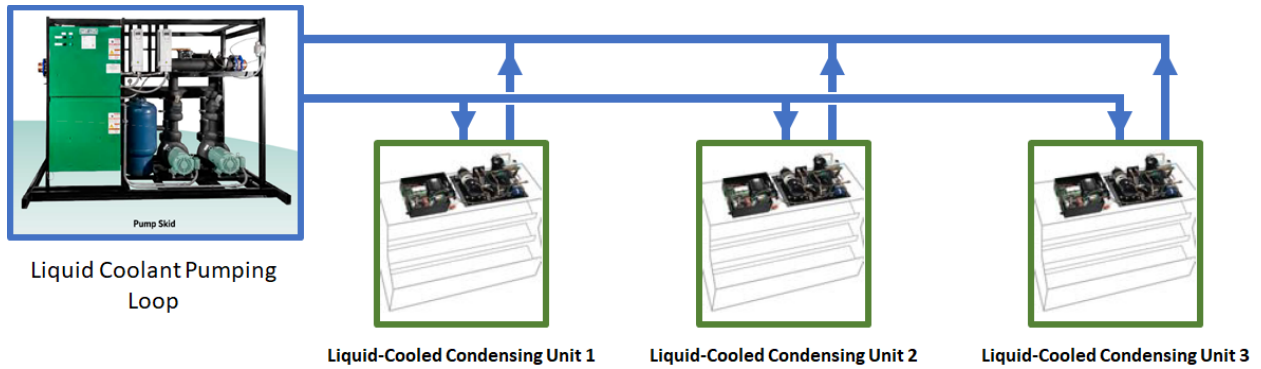 Pump Skid
Liquid Coolant Pumping
Loop
Liquid-Cooled Condensing Unit 1
Liquid-Cooled Condensing Unit 2
Liquid-Cooled Condensing Unit 3